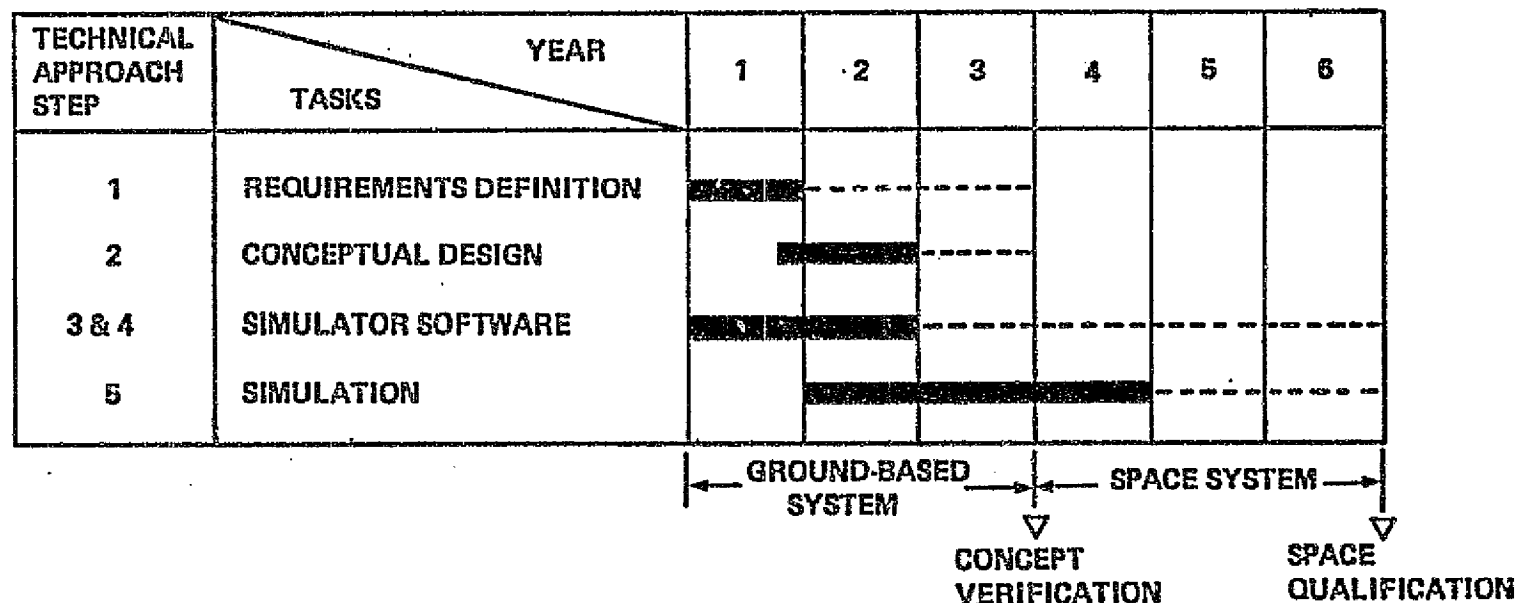 TECHNICAL
APPROACH
STEP
YEAR
TASKS
1
2
3
4
5
6
1 REQUIREMENTS DEFINITION
2 CONCEPTUAL DESIGN
3 & 4 SIMULATOR SOFTWARE
5 SIMULATION
GROUND-BASED
SYSTEM
SPACE SYSTEM
CONCEPT
VERIFICATION
SPACE
QUALIFICATION